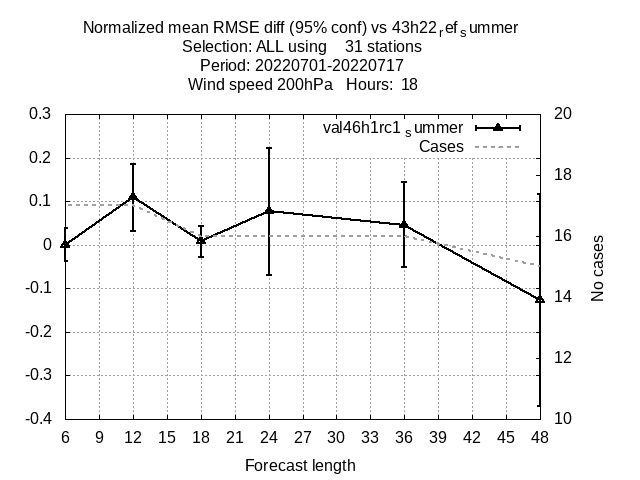 Normalized mean RMSE diff (95% conf) vs 43h22refsummer
Selection: ALL using 31 stations
Period: 20220701-20220717
Wind speed 200hPa Hours: 18
val46h1rc1summer
Cases
0.3
0.2
0.1
0
-0.1
-0.2
-0.3
-0.4
20
18
16
14
12
10
No cases
6 9 12 15 18 21 24 27 30 33 36 39 42 45 48
Forecast length